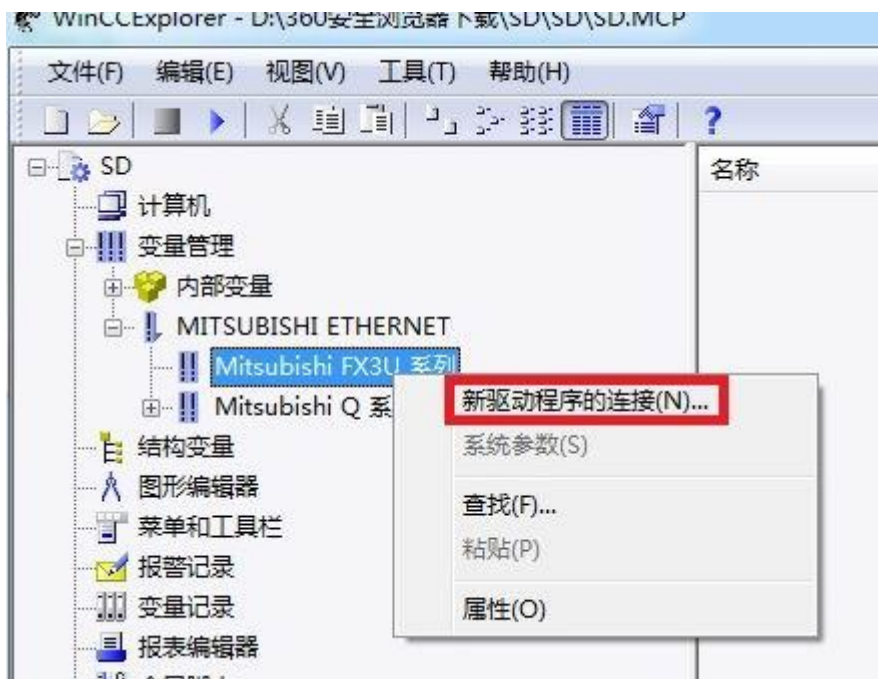 WinCCExplorer - D:\360安全浏览器下载\SD\SD\SD.MCP
文件(F) 编辑(E) 视图(V) 工具(T) 帮助(H)
SD
名称
计算机
变量管理
内部变量
MITSUBISHI ETHERNET
Mitsubishi FX3U 系列
新驱动程序的连接(N)...
Mitsubishi Q 系
系统参数(S)
结构变量
图形编辑器
查找(F)...
菜单和工具栏
粘贴(P)
报警记录
变量记录
属性(O)
报表编辑器